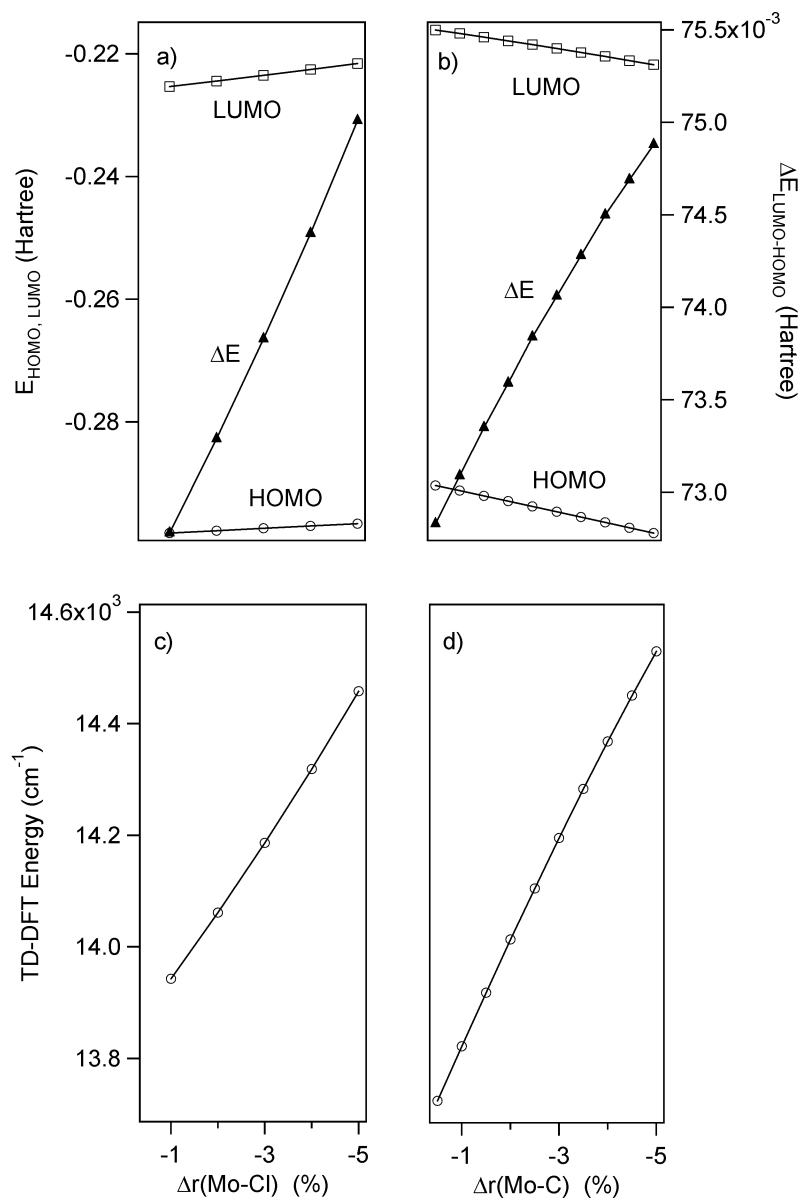 a)
b)
-0.22
-0.24
-0.26
-0.28
E_HOMO, LUMO (Hartree)
LUMO
ΔE
HOMO
LUMO
ΔE
HOMO
75.5x10⁻³
75.0
74.5
74.0
73.5
73.0
ΔE_LUMO-HOMO (Hartree)
c)
d)
14.6x10³
14.4
14.2
14.0
13.8
TD-DFT Energy (cm⁻¹)
-1
-3
-5
-1
-3
-5
Δr(Mo-Cl) (%)
Δr(Mo-C) (%)